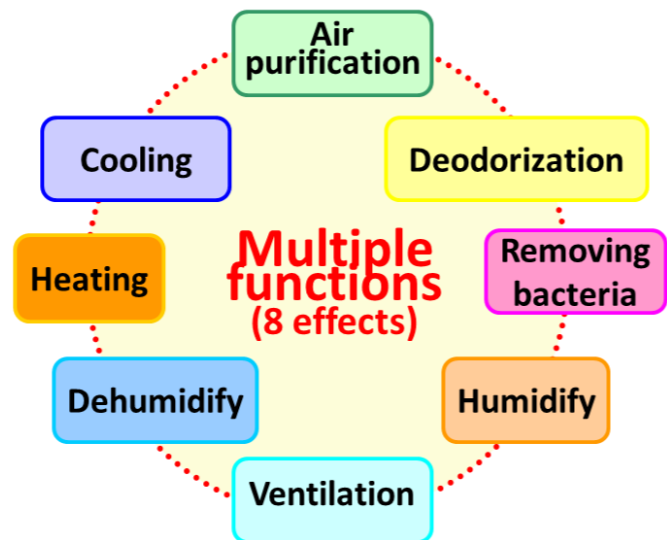 Air
purification
Cooling
Deodorization
Multiple
functions
(8 effects)
Removing
bacteria
Heating
Dehumidify
Humidify
Ventilation